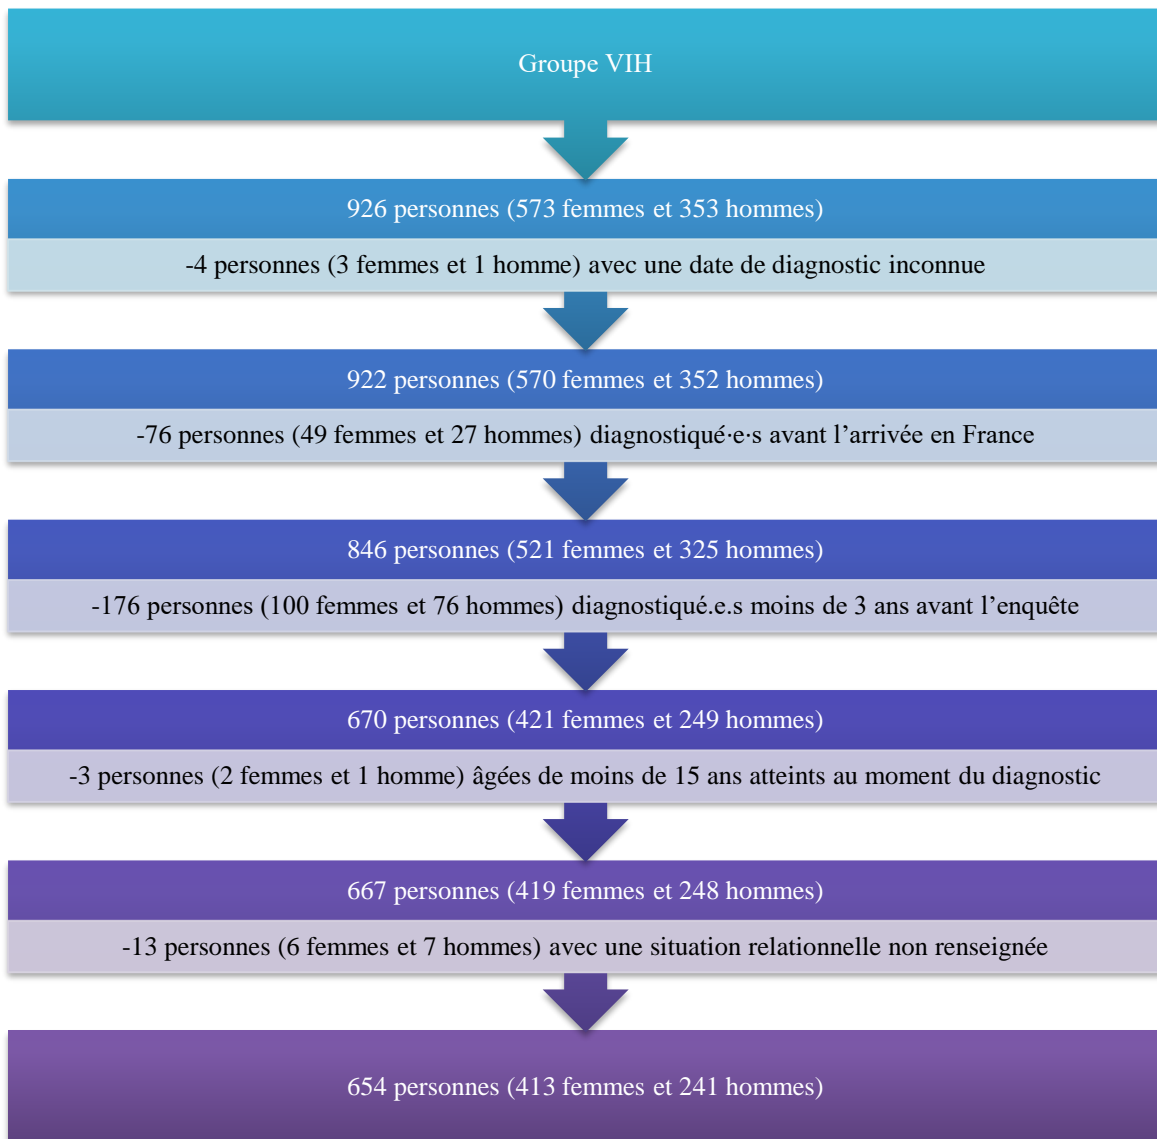 Groupe VIH
926 personnes (573 femmes et 353 hommes)
-4 personnes (3 femmes et 1 homme) avec une date de diagnostic inconnue
922 personnes (570 femmes et 352 hommes)
-76 personnes (49 femmes et 27 hommes) diagnostiqué·e·s avant l’arrivée en France
846 personnes (521 femmes et 325 hommes)
-176 personnes (100 femmes et 76 hommes) diagnostiqué.e.s moins de 3 ans avant l’enquête
670 personnes (421 femmes et 249 hommes)
-3 personnes (2 femmes et 1 homme) âgées de moins de 15 ans atteints au moment du diagnostic
667 personnes (419 femmes et 248 hommes)
-13 personnes (6 femmes et 7 hommes) avec une situation relationnelle non renseignée
654 personnes (413 femmes et 241 hommes)